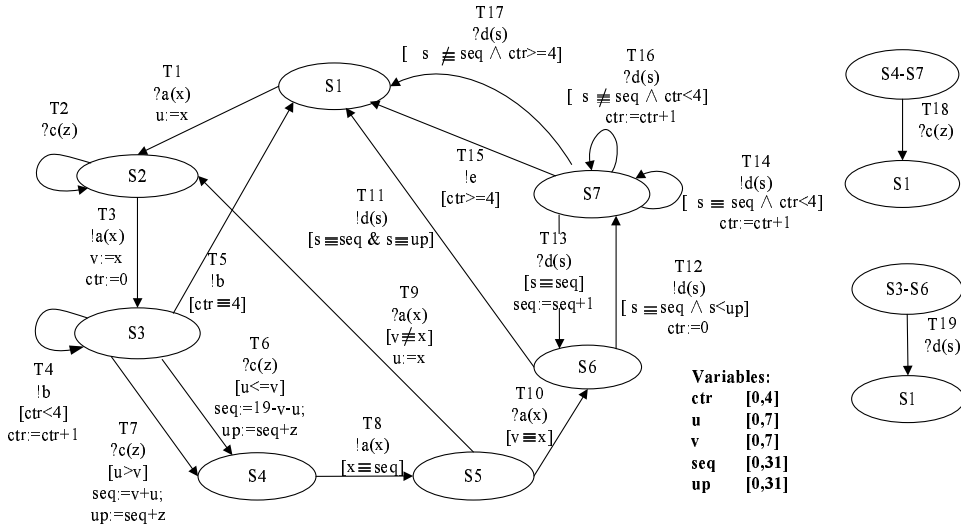 T17
?d(s)
[ s ≢ seq ∧ ctr>=4]
T1
?a(x)
u:=x
S1
T16
?d(s)
[ s ≢ seq ∧ ctr<4]
ctr:=ctr+1
S4-S7
T18
?c(z)
S1
T2
?c(z)
S2
T15
!e
[ctr>=4]
S7
T14
!d(s)
[ s ≡ seq ∧ ctr<4]
ctr:=ctr+1
T11
!d(s)
[s ≡ seq & s ≡ up]
T3
!a(x)
v:=x
ctr:=0
T5
!b
[ctr ≡ 4]
T13
?d(s)
[s ≡ seq]
seq:=seq+1
T12
!d(s)
[ s ≡ seq ∧ s<up]
ctr:=0
S3-S6
T19
?d(s)
S1
T9
?a(x)
[v ≢ x]
u:=x
S3
T4
!b
[ctr<4]
ctr:=ctr+1
T6
?c(z)
[u<=v]
seq:=19-v-u;
up:=seq+z
S6
T10
?a(x)
[v ≡ x]
T7
?c(z)
[u>v]
seq:=v+u;
up:=seq+z
S4
T8
!a(x)
[x ≡ seq]
S5
Variables:
ctr [0,4]
u [0,7]
v [0,7]
seq [0,31]
up [0,31]